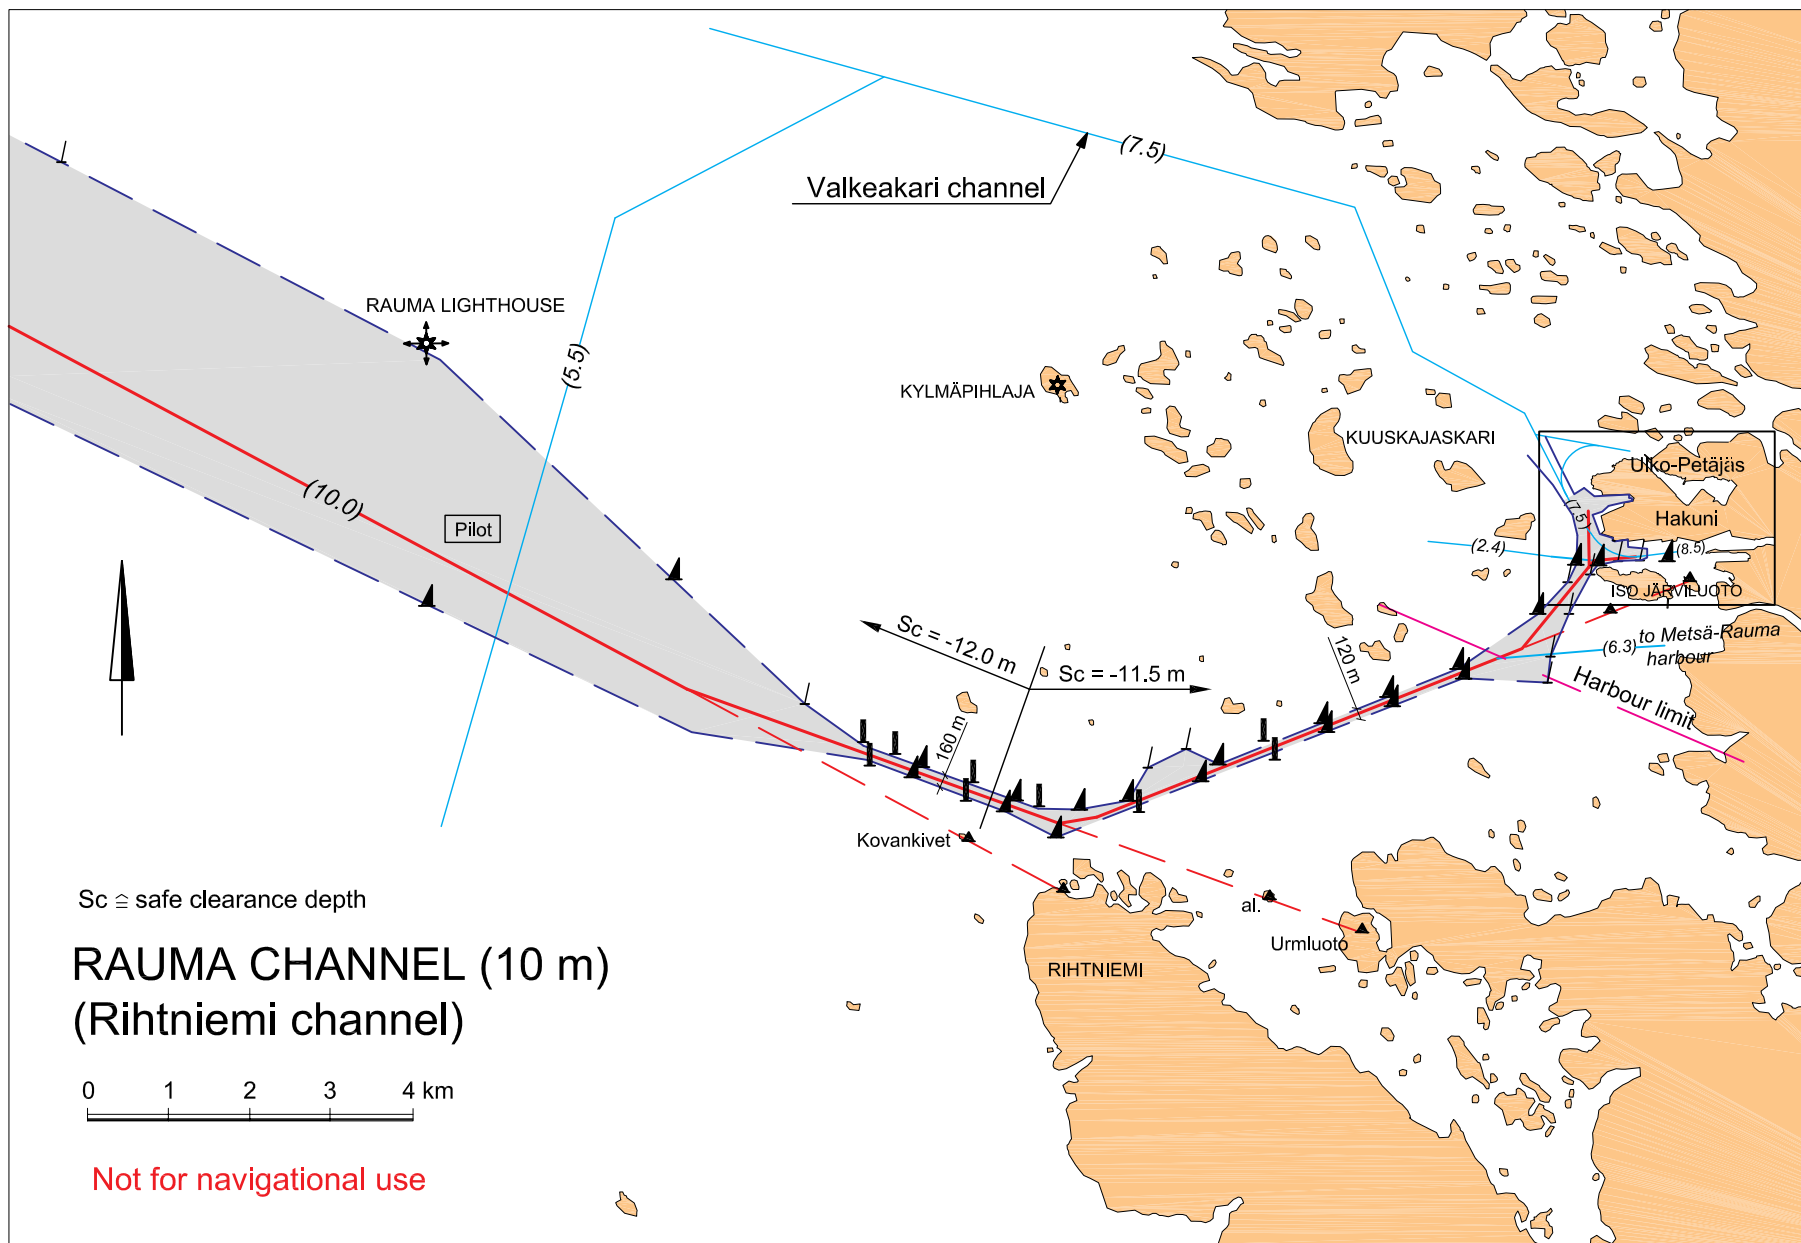 (7.5)
Valkeakari channel
RAUMA LIGHTHOUSE
(5.5)
KYLMÄPIHLAJA
KUUSKAJASKARI
Ulko-Petäjäs
(10.0)
Pilot
(7.5)
Hakuni
(2.4)
(8.5)
ISO JÄRVILUOTO
Sc = -12.0 m
Sc = -11.5 m
120 m
(6.3)
to Metsä-Rauma
harbour
Harbour limit
160 m
Kovankivet
al.
Urmluoto
RIHTNIEMI
Sc ≙ safe clearance depth
RAUMA CHANNEL (10 m)
(Rihtniemi channel)
0 1 2 3 4 km
Not for navigational use